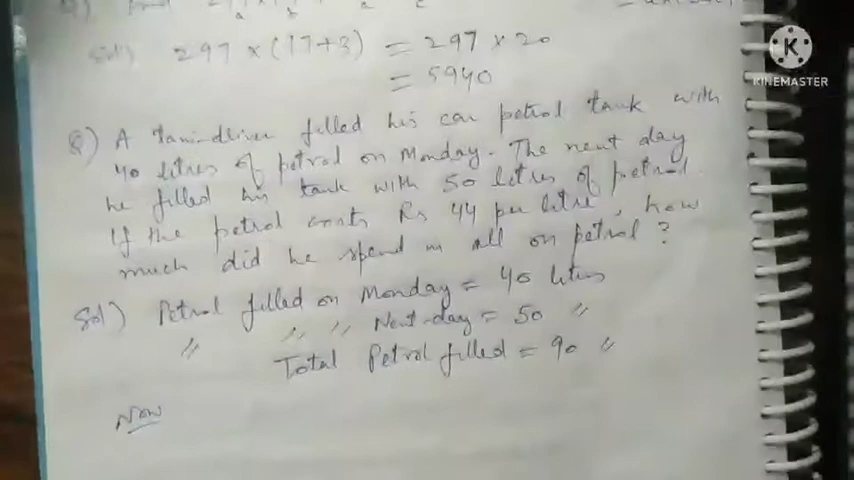 297 × (17+3) = 297 × 20
= 5940
KINEMASTER
Q) A taxi-driver filled his car petrol tank with
40 litres of petrol on Monday. The next day
he filled his tank with 50 litres of petrol.
If the petrol costs Rs 44 per litre, how
much did he spend in all on petrol?
Sol) Petrol filled on Monday = 40 litres
〃 〃 〃 Next-day = 50 〃
Total Petrol filled = 90 〃
Now